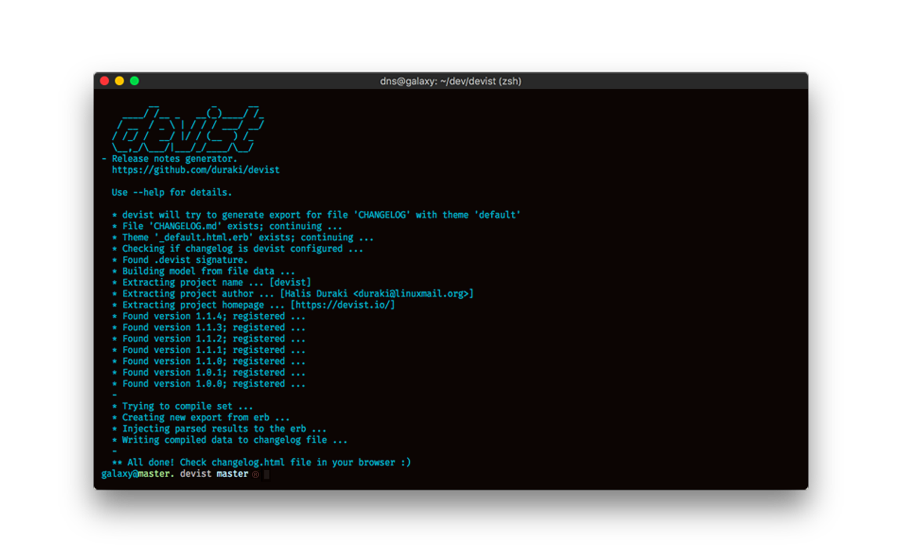 dns@galaxy: ~/dev/devist (zsh)
devist
- Release notes generator.
https://github.com/duraki/devist
Use --help for details.
* devist will try to generate export for file 'CHANGELOG' with theme 'default'
* File 'CHANGELOG.md' exists; continuing ...
* Theme '_default.html.erb' exists; continuing ...
* Checking if changelog is devist configured ...
* Found .devist signature.
* Building model from file data ...
* Extracting project name ... [devist]
* Extracting project author ... [Halis Duraki <duraki@linuxmail.org>]
* Extracting project homepage ... [https://devist.io/]
* Found version 1.1.4; registered ...
* Found version 1.1.3; registered ...
* Found version 1.1.2; registered ...
* Found version 1.1.1; registered ...
* Found version 1.1.0; registered ...
* Found version 1.0.1; registered ...
* Found version 1.0.0; registered ...
-
* Trying to compile set ...
* Creating new export from erb ...
* Injecting parsed results to the erb ...
* Writing compiled data to changelog file ...
-
** All done! Check changelog.html file in your browser :)
galaxy@master. devist master